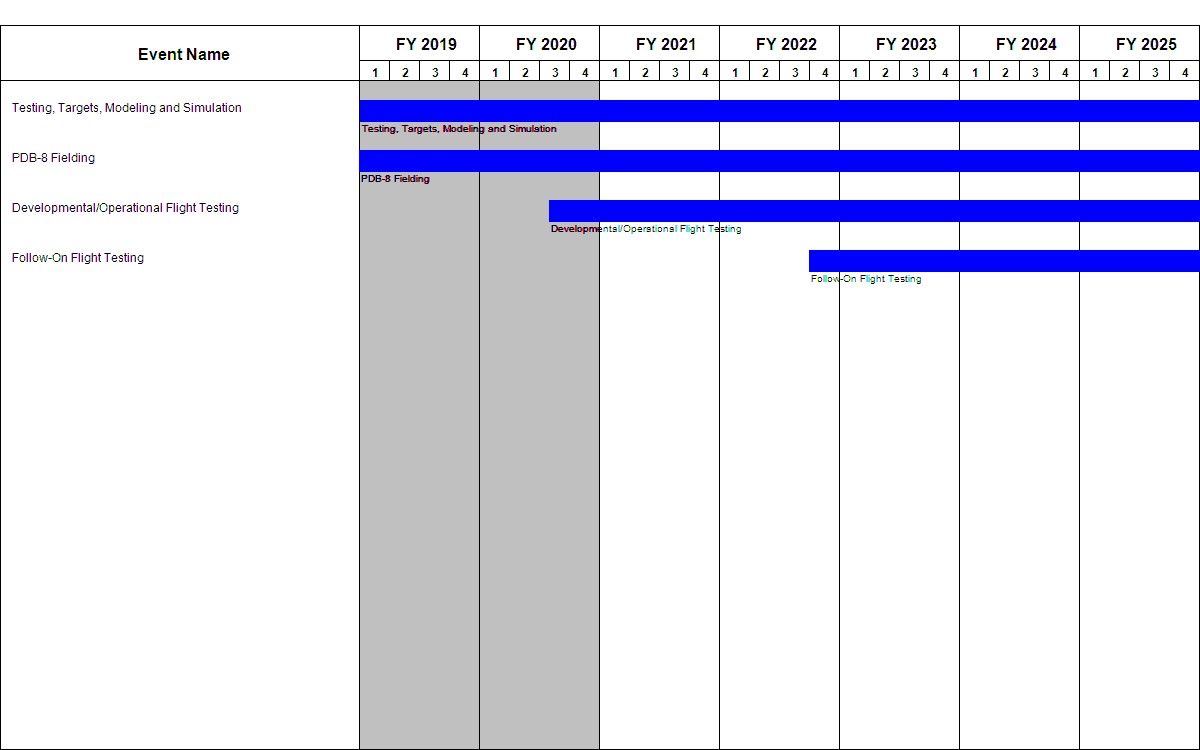 Event Name
FY 2019 FY 2020 FY 2021 FY 2022 FY 2023 FY 2024 FY 2025
1 2 3 4 1 2 3 4 1 2 3 4 1 2 3 4 1 2 3 4 1 2 3 4 1 2 3 4
Testing, Targets, Modeling and Simulation
Testing, Targets, Modeling and Simulation
PDB-8 Fielding
PDB-8 Fielding
Developmental/Operational Flight Testing
Developmental/Operational Flight Testing
Follow-On Flight Testing
Follow-On Flight Testing